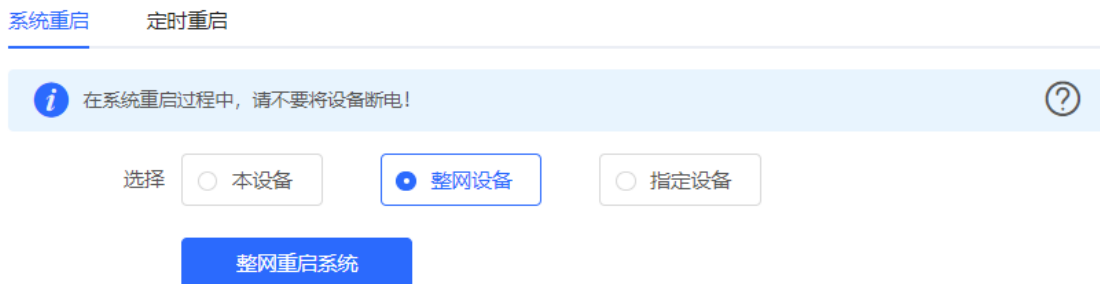 系统重启 定时重启
在系统重启过程中，请不要将设备断电！
选择 本设备 整网设备 指定设备
整网重启系统